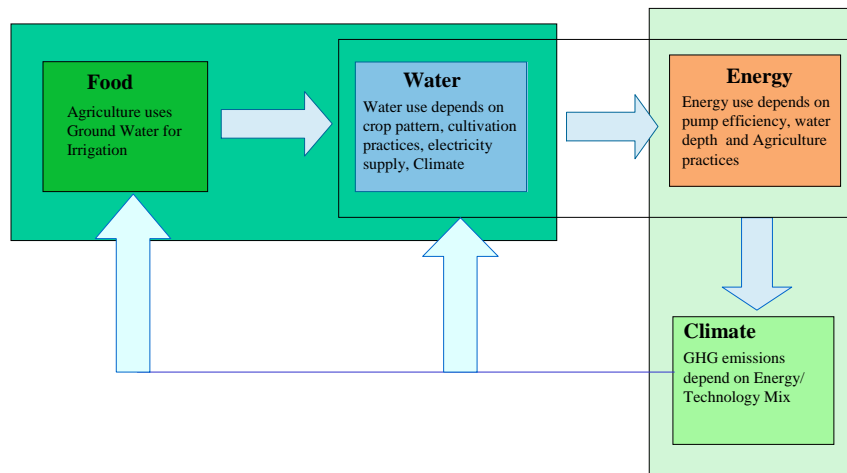 Food
Agriculture uses
Ground Water for
Irrigation
Water
Water use depends on
crop pattern, cultivation
practices, electricity
supply, Climate
Energy
Energy use depends on
pump efficiency, water
depth and Agriculture
practices
Climate
GHG emissions
depend on Energy/
Technology Mix